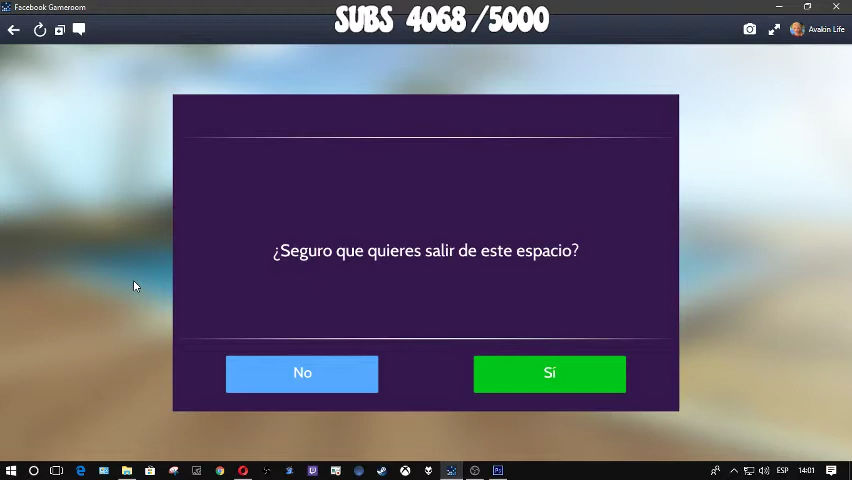 Facebook Gameroom
SUBS 4068/5000
Avakin Life
¿Seguro que quieres salir de este espacio?
No
Sí
ESP
14:01